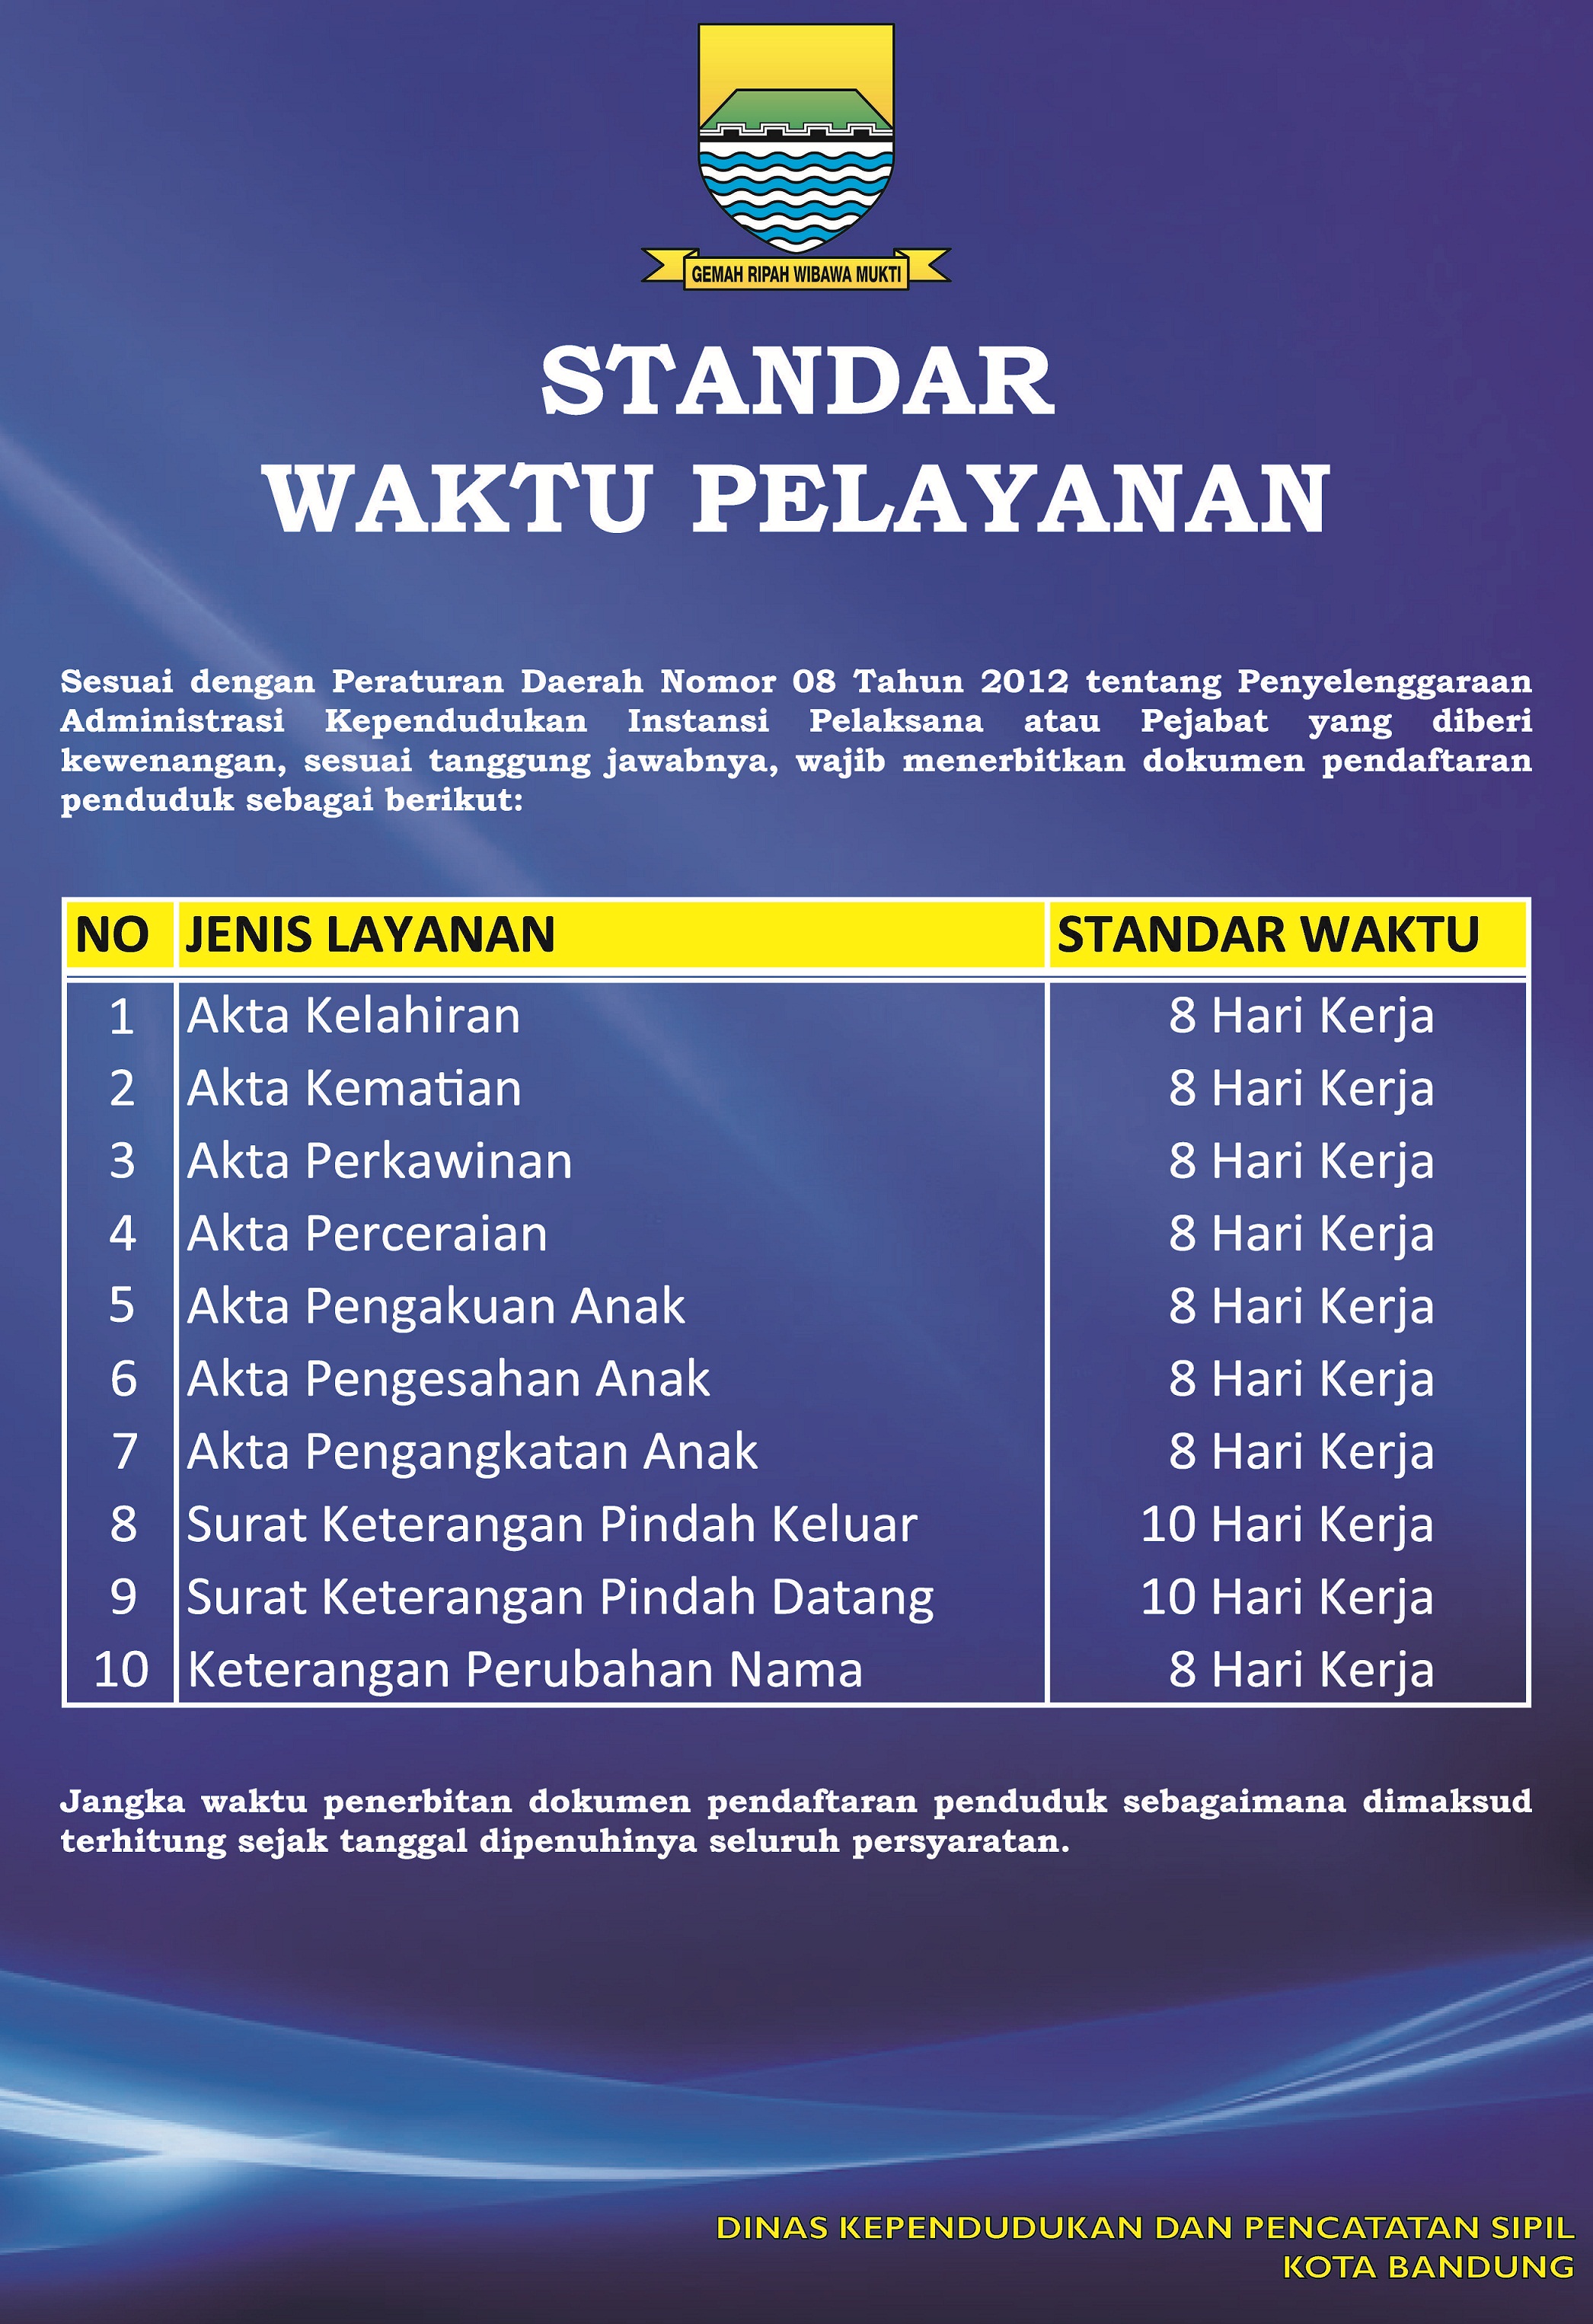 GEMAH RIPAH WIBAWA MUKTI
STANDAR
WAKTU PELAYANAN
Sesuai dengan Peraturan Daerah Nomor 08 Tahun 2012 tentang Penyelenggaraan
Administrasi Kependudukan Instansi Pelaksana atau Pejabat yang diberi
kewenangan, sesuai tanggung jawabnya, wajib menerbitkan dokumen pendaftaran
penduduk sebagai berikut:
NO JENIS LAYANAN STANDAR WAKTU
1 Akta Kelahiran 8 Hari Kerja
2 Akta Kematian 8 Hari Kerja
3 Akta Perkawinan 8 Hari Kerja
4 Akta Perceraian 8 Hari Kerja
5 Akta Pengakuan Anak 8 Hari Kerja
6 Akta Pengesahan Anak 8 Hari Kerja
7 Akta Pengangkatan Anak 8 Hari Kerja
8 Surat Keterangan Pindah Keluar 10 Hari Kerja
9 Surat Keterangan Pindah Datang 10 Hari Kerja
10 Keterangan Perubahan Nama 8 Hari Kerja
Jangka waktu penerbitan dokumen pendaftaran penduduk sebagaimana dimaksud
terhitung sejak tanggal dipenuhinya seluruh persyaratan.
DINAS KEPENDUDUKAN DAN PENCATATAN SIPIL
KOTA BANDUNG